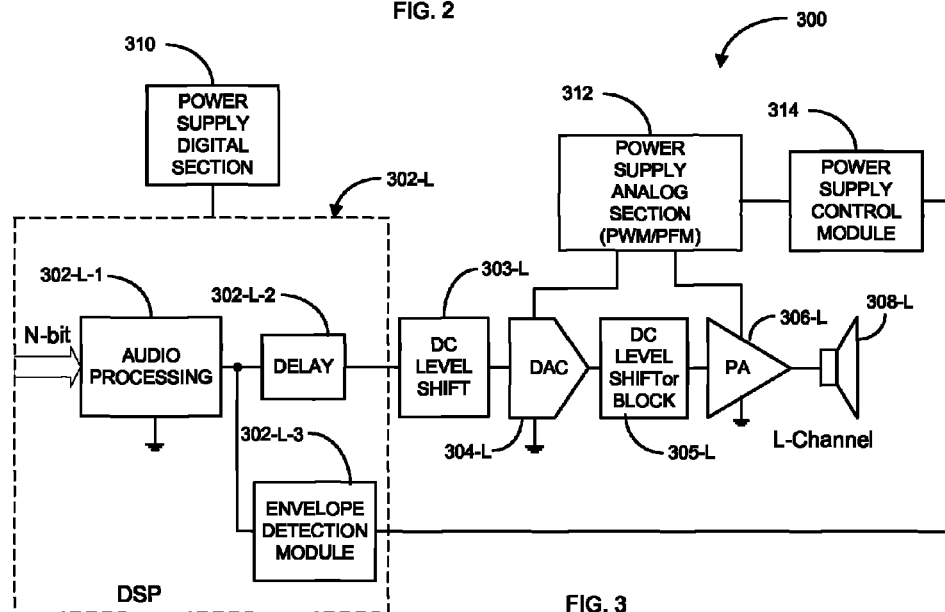 FIG. 2
300
310
POWER
SUPPLY
DIGITAL
SECTION
312
POWER
SUPPLY
ANALOG
SECTION
(PWM/PFM)
314
POWER
SUPPLY
CONTROL
MODULE
302-L
302-L-1
N-bit
AUDIO
PROCESSING
302-L-2
DELAY
303-L
DC
LEVEL
SHIFT
DAC
304-L
DC
LEVEL
SHIFTor
BLOCK
305-L
306-L
PA
308-L
L-Channel
302-L-3
ENVELOPE
DETECTION
MODULE
DSP
FIG. 3